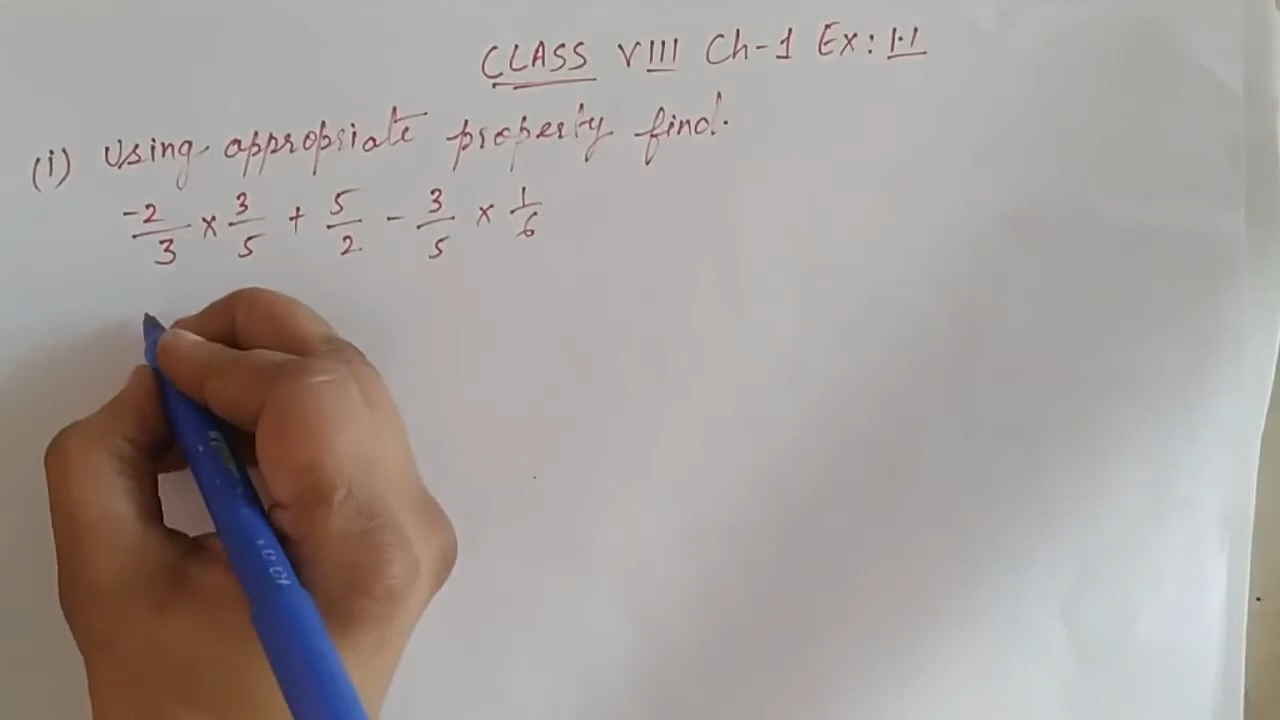 CLASS VIII Ch-1 Ex: 1.1
(i) Using appropriate property find.
-2/3 × 3/5 + 5/2 - 3/5 × 1/6